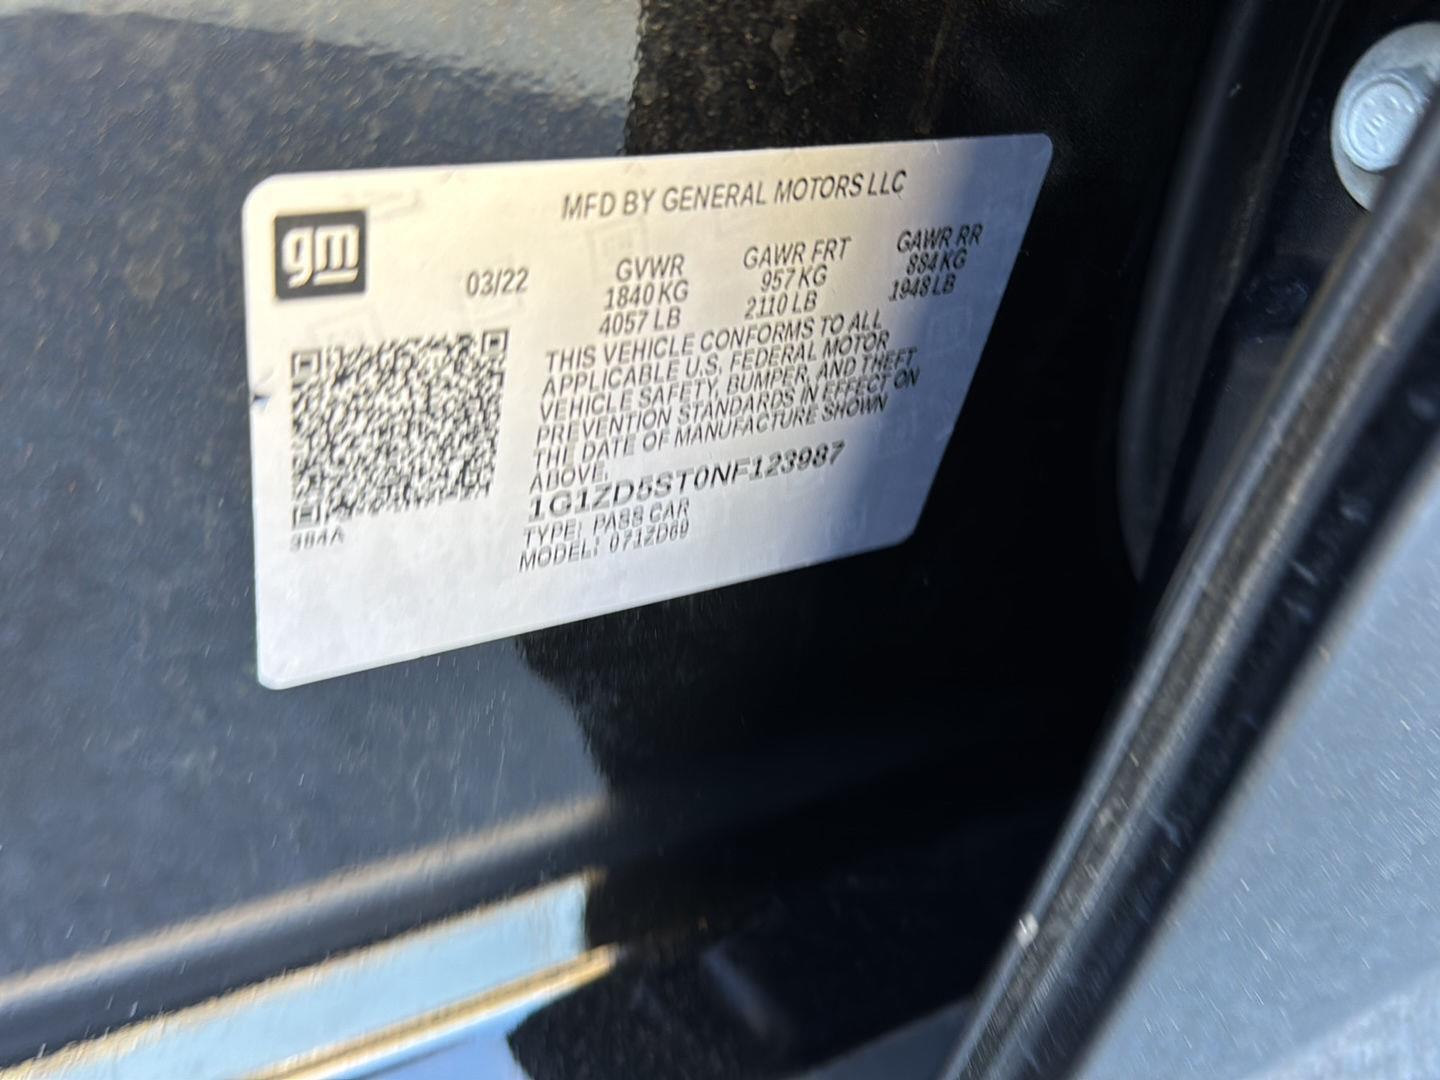 gm
MFD BY GENERAL MOTORS LLC
03/22
GVWR
1840 KG
4057 LB
GAWR FRT
957 KG
2110 LB
GAWR RR
884 KG
1948 LB
THIS VEHICLE CONFORMS TO ALL
APPLICABLE U.S. FEDERAL MOTOR
VEHICLE SAFETY, BUMPER, AND THEFT
PREVENTION STANDARDS IN EFFECT ON
THE DATE OF MANUFACTURE SHOWN
ABOVE.
1G1ZD5ST0NF123987
TYPE: PASS CAR
MODEL: 071ZD69
384A